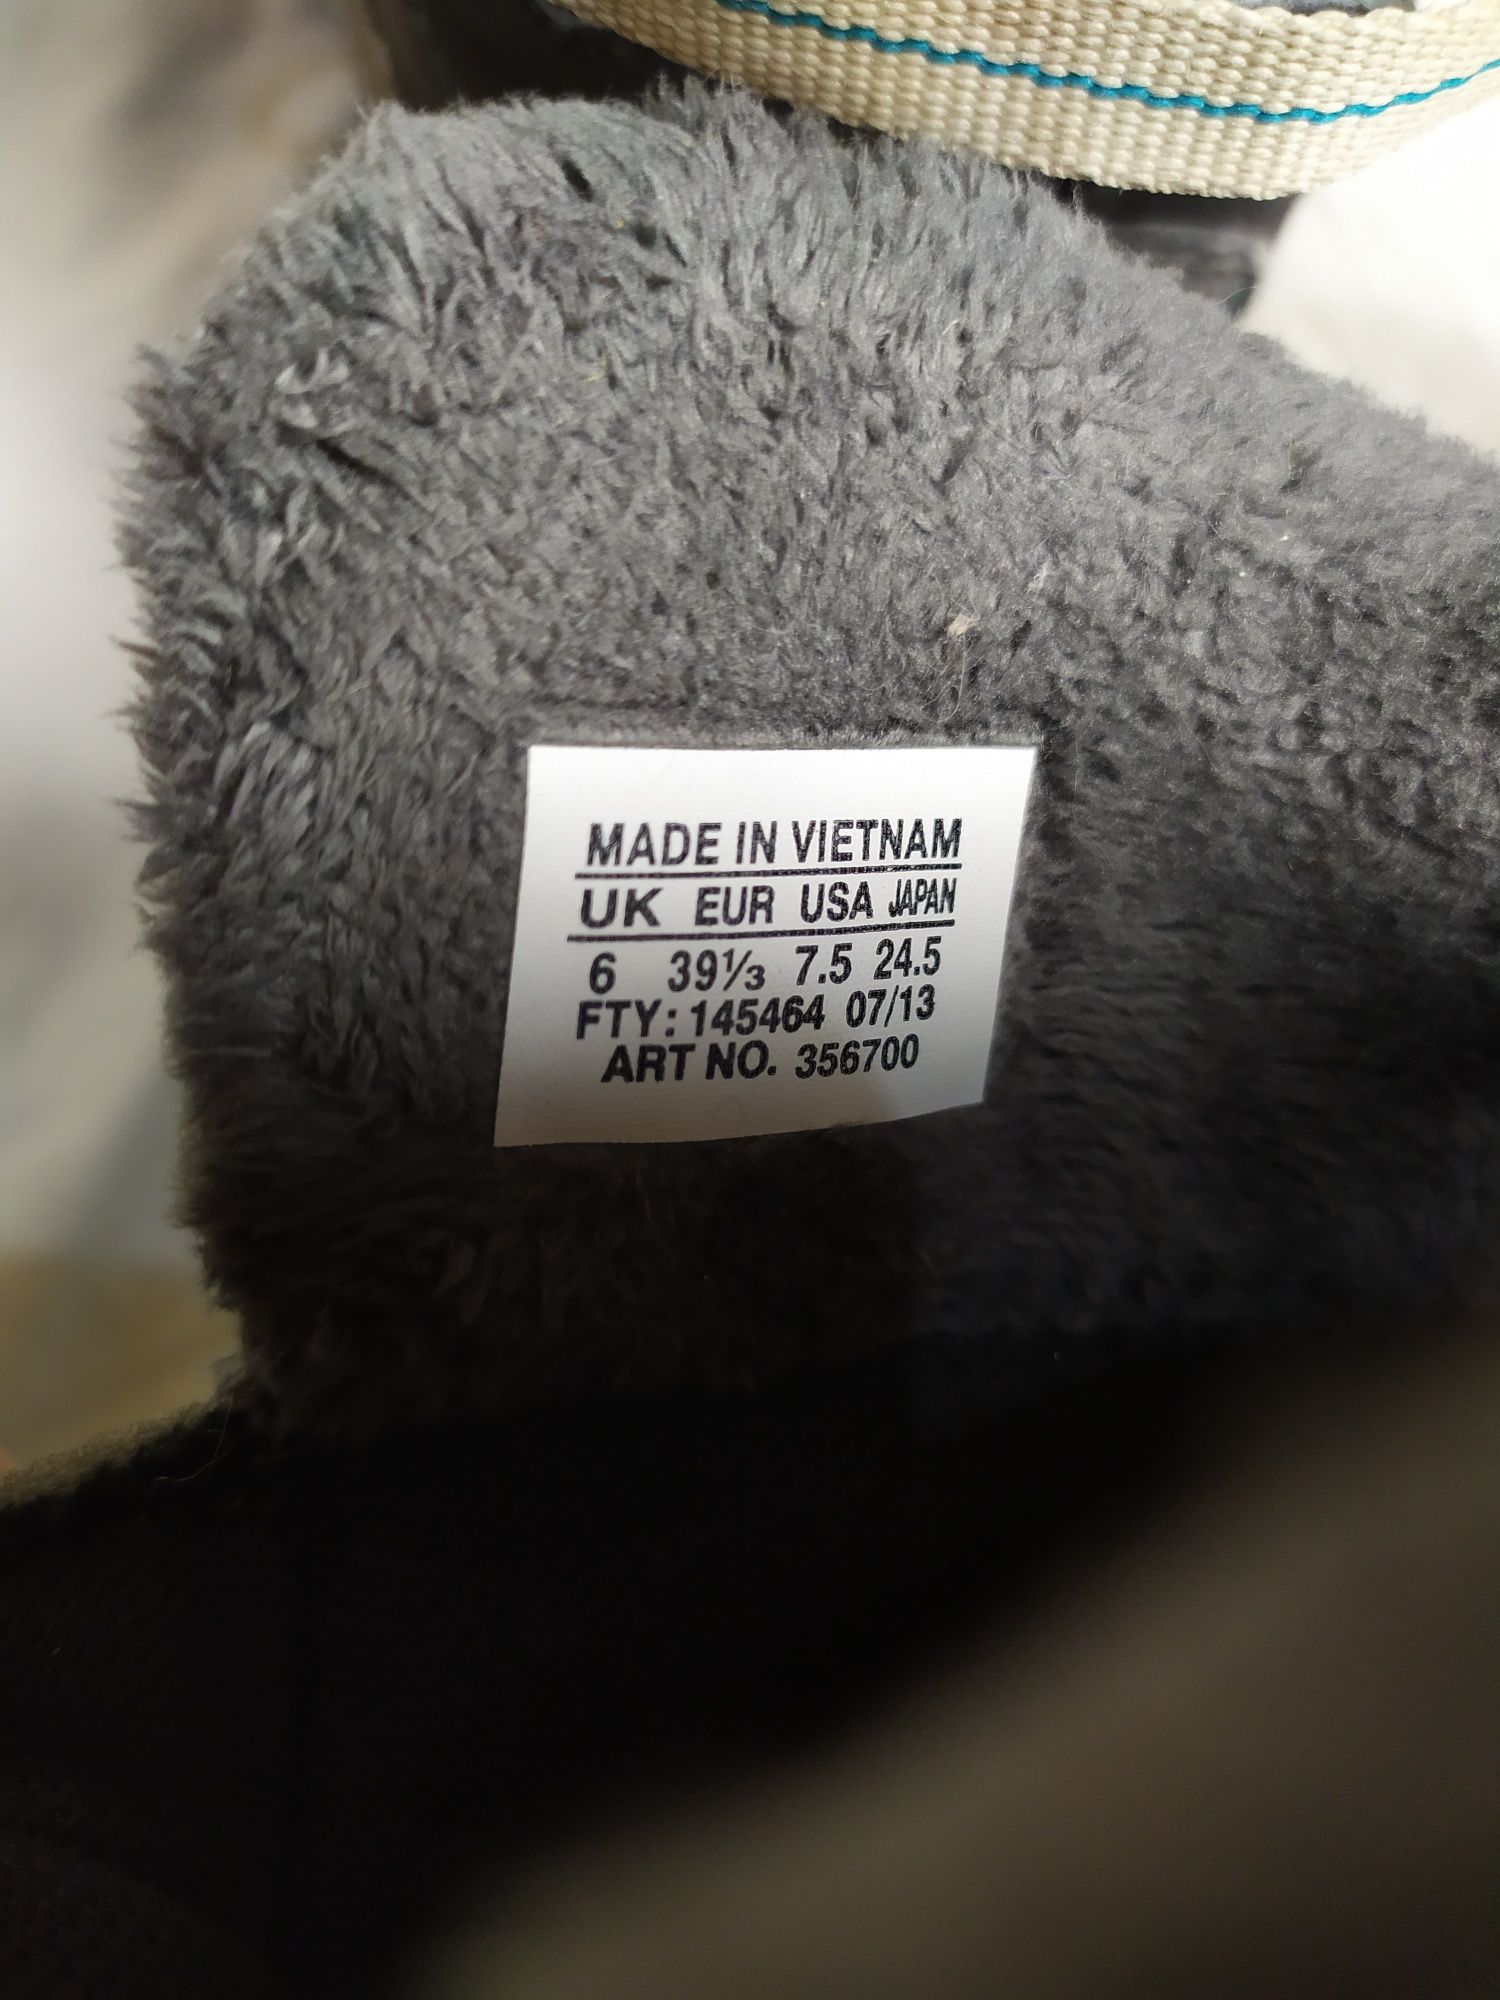 MADE IN VIETNAM
UK EUR USA JAPAN
6 39⅓ 7.5 24.5
FTY: 145464 07/13
ART NO. 356700